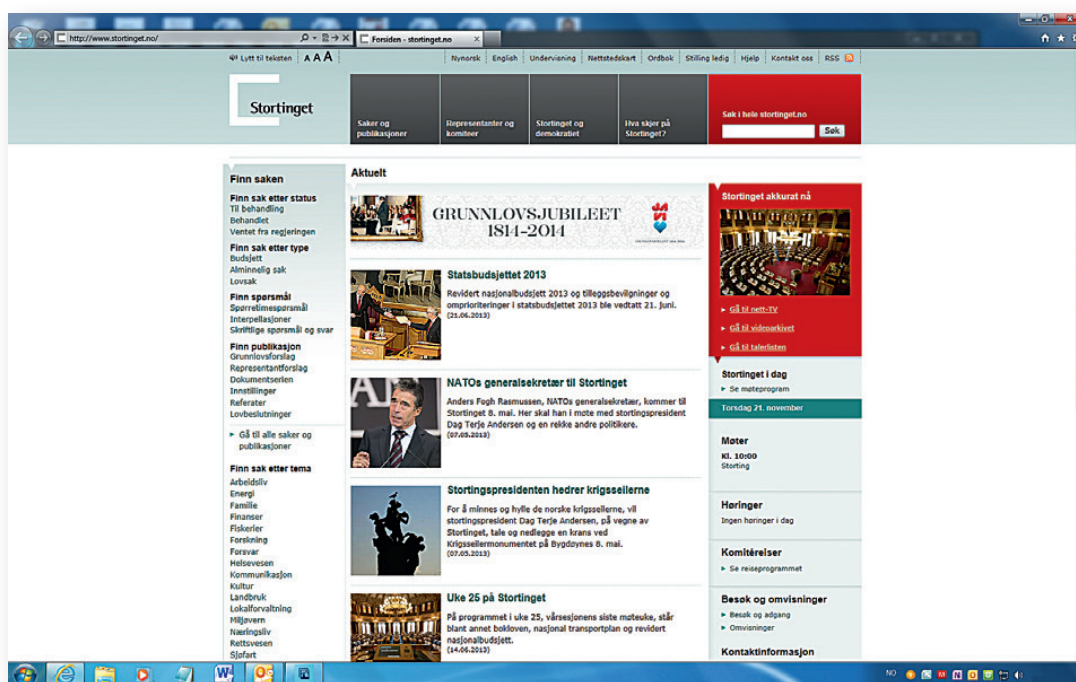 http://www.stortinget.no/
Forsiden - stortinget.no
Lytt til teksten A A A
Nynorsk English Undervisning Nettstedskart Ordbok Stilling ledig Hjelp Kontakt oss RSS
Stortinget
Saker og
publikasjoner
Representanter og
komiteer
Stortinget og
demokratiet
Hva skjer på
Stortinget?
Søk i hele stortinget.no
Søk
Finn saken
Finn sak etter status
Til behandling
Behandlet
Ventet fra regjeringen
Finn sak etter type
Budsjett
Alminnelig sak
Lovsak
Finn spørsmål
Spørretimespørsmål
Interpellasjoner
Skriftlige spørsmål og svar
Finn publikasjon
Grunnlovsforslag
Representantforslag
Dokumentserien
Innstillinger
Referater
Lovbeslutninger
Gå til alle saker og
publikasjoner
Finn sak etter tema
Arbeidsliv
Energi
Familie
Finanser
Fiskerier
Forskning
Forsvar
Helsevesen
Kommunikasjon
Kultur
Landbruk
Lokalforvaltning
Miljøvern
Næringsliv
Rettsvesen
Sjøfart
Aktuelt
GRUNNLOVSJUBILEET
1814-2014
Statsbudsjettet 2013
Revidert nasjonalbudsjett 2013 og tilleggsbevilgninger og
omprioriteringer i statsbudsjettet 2013 ble vedtatt 21. juni.
(21.06.2013)
NATOs generalsekretær til Stortinget
Anders Fogh Rasmussen, NATOs generalsekretær, kommer til
Stortinget 8. mai. Her skal han i møte med stortingspresident
Dag Terje Andersen og en rekke andre politikere.
(07.05.2013)
Stortingspresidenten hedrer krigsseilerne
For å minnes og hylle de norske krigsseilerne, vil
stortingspresident Dag Terje Andersen, på vegne av
Stortinget, tale og nedlegge en krans ved
Krigsseilermonumentet på Bygdøynes 8. mai.
(07.05.2013)
Uke 25 på Stortinget
På programmet i uke 25, vårsesjonens siste møteuke, står
blant annet bokloven, nasjonal transportplan og revidert
nasjonalbudsjett.
(14.06.2013)
Stortinget akkurat nå
Gå til nett-TV
Gå til videoarkivet
Gå til talerlisten
Stortinget i dag
Se møteprogram
Torsdag 21. november
Møter
Kl. 10:00
Storting
Høringer
Ingen høringer i dag
Komitéreiser
Se reiseprogrammet
Besøk og omvisninger
Besøk og adgang
Omvisninger
Kontaktinformasjon
NO